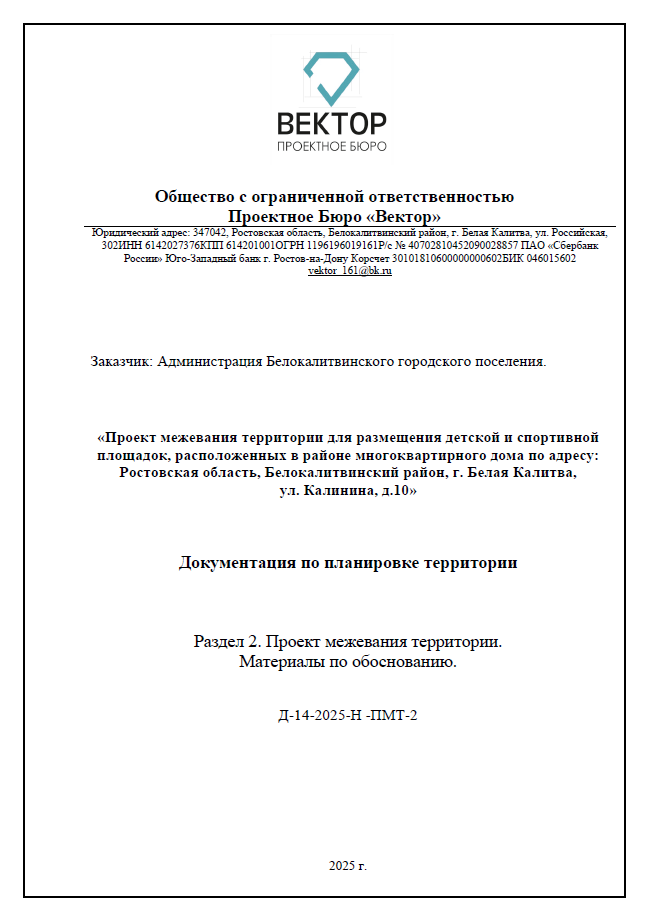 ВЕКТОР
ПРОЕКТНОЕ БЮРО
Общество с ограниченной ответственностью
Проектное Бюро «Вектор»
Юридический адрес: 347042, Ростовская область, Белокалитвинский район, г. Белая Калитва, ул. Российская,
302ИНН 6142027376КПП 614201001ОГРН 1196196019161Р/с № 40702810452090028857 ПАО «Сбербанк
России» Юго-Западный банк г. Ростов-на-Дону Корсчет 30101810600000000602БИК 046015602
vektor_161@bk.ru
Заказчик: Администрация Белокалитвинского городского поселения.
«Проект межевания территории для размещения детской и спортивной
площадок, расположенных в районе многоквартирного дома по адресу:
Ростовская область, Белокалитвинский район, г. Белая Калитва,
ул. Калинина, д.10»
Документация по планировке территории
Раздел 2. Проект межевания территории.
Материалы по обоснованию.
Д-14-2025-Н -ПМТ-2
2025 г.